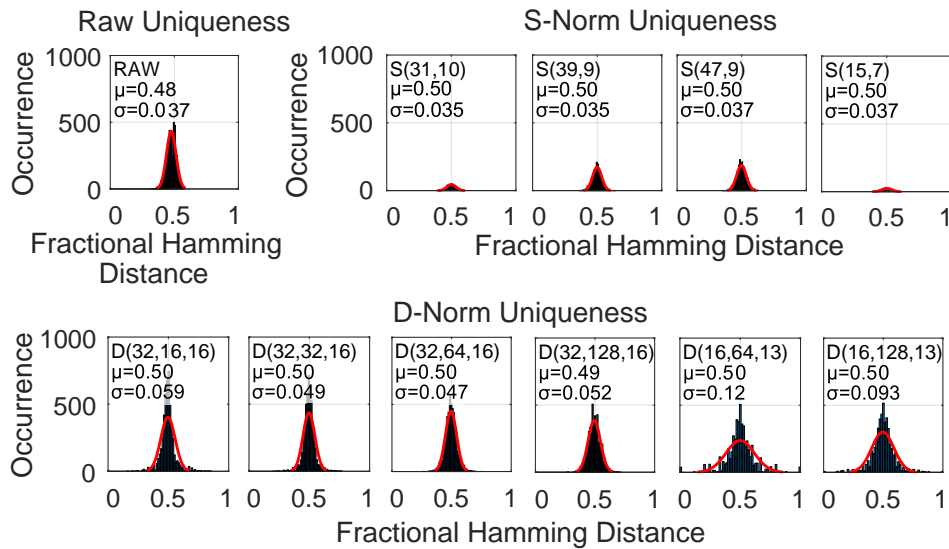 Raw Uniqueness
S-Norm Uniqueness
Occurrence
1000
500
0
RAW
μ=0.48
σ=0.037
0 0.5 1
Fractional Hamming
Distance
Occurrence
1000
500
0
S(31,10)
μ=0.50
σ=0.035
0 0.5 1
S(39,9)
μ=0.50
σ=0.035
0 0.5 1
S(47,9)
μ=0.50
σ=0.037
0 0.5 1
S(15,7)
μ=0.50
σ=0.037
0 0.5 1
Fractional Hamming Distance
D-Norm Uniqueness
Occurrence
1000
500
0
D(32,16,16)
μ=0.50
σ=0.059
0 0.5 1
D(32,32,16)
μ=0.50
σ=0.049
0 0.5 1
D(32,64,16)
μ=0.50
σ=0.047
0 0.5 1
D(32,128,16)
μ=0.49
σ=0.052
0 0.5 1
D(16,64,13)
μ=0.50
σ=0.12
0 0.5 1
D(16,128,13)
μ=0.50
σ=0.093
0 0.5 1
Fractional Hamming Distance